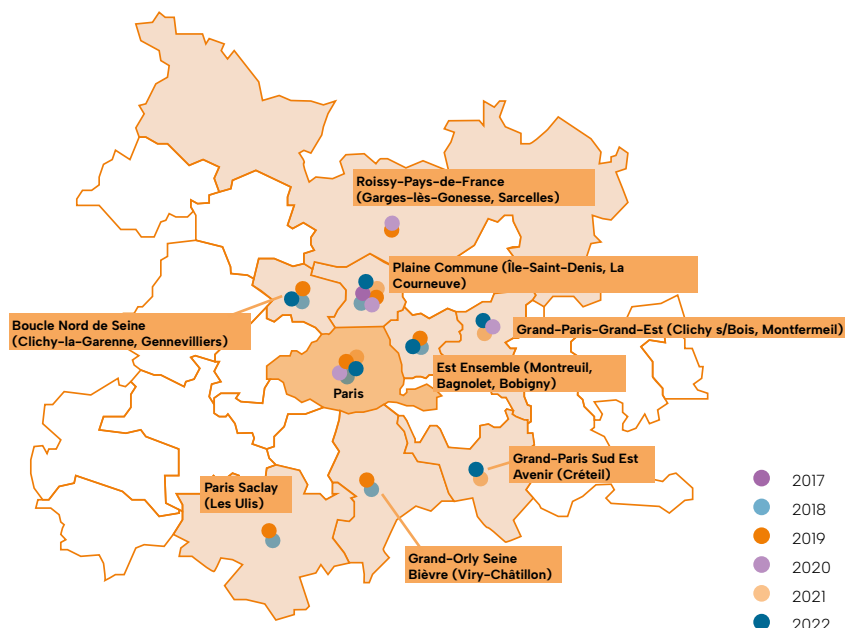 Roissy-Pays-de-France
(Garges-lès-Gonesse, Sarcelles)
Plaine Commune (Île-Saint-Denis, La
Courneuve)
Boucle Nord de Seine
(Clichy-la-Garenne, Gennevilliers)
Grand-Paris-Grand-Est (Clichy s/Bois, Montfermeil)
Est Ensemble (Montreuil,
Bagnolet, Bobigny)
Paris
Grand-Paris Sud Est
Avenir (Créteil)
Paris Saclay
(Les Ulis)
Grand-Orly Seine
Bièvre (Viry-Châtillon)
2017
2018
2019
2020
2021
2022